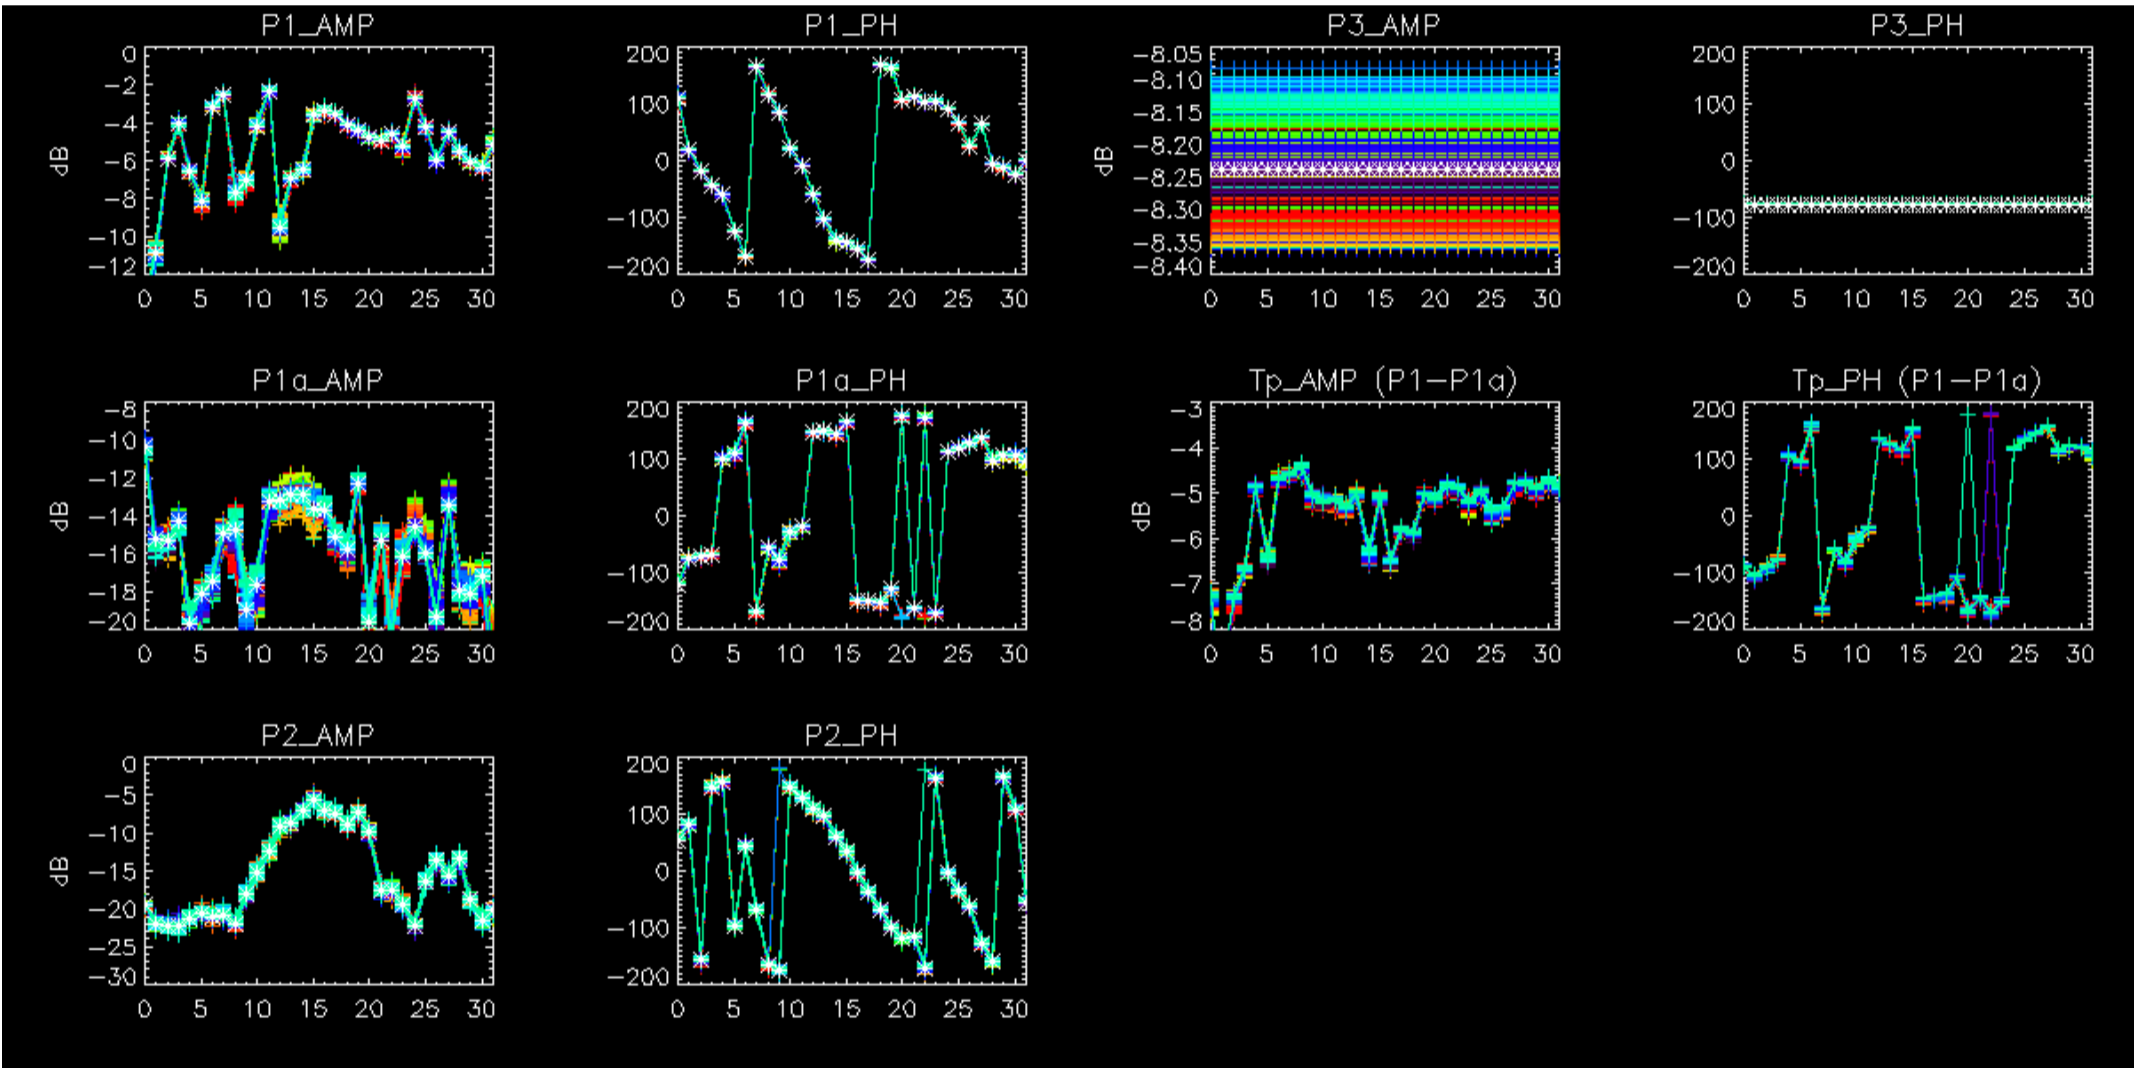 P1_AMP
P1_PH
P3_AMP
P3_PH
0
-2
-4
-6
-8
-10
-12
dB
0 5 10 15 20 25 30
200
100
0
-100
-200
0 5 10 15 20 25 30
-8.05
-8.10
-8.15
-8.20
-8.25
-8.30
-8.35
-8.40
dB
0 5 10 15 20 25 30
200
100
0
-100
-200
0 5 10 15 20 25 30
P1a_AMP
P1a_PH
Tp_AMP (P1-P1a)
Tp_PH (P1-P1a)
-8
-10
-12
-14
-16
-18
-20
dB
0 5 10 15 20 25 30
200
100
0
-100
-200
0 5 10 15 20 25 30
-3
-4
-5
-6
-7
-8
dB
0 5 10 15 20 25 30
200
100
0
-100
-200
0 5 10 15 20 25 30
P2_AMP
P2_PH
0
-5
-10
-15
-20
-25
-30
dB
0 5 10 15 20 25 30
200
100
0
-100
-200
0 5 10 15 20 25 30